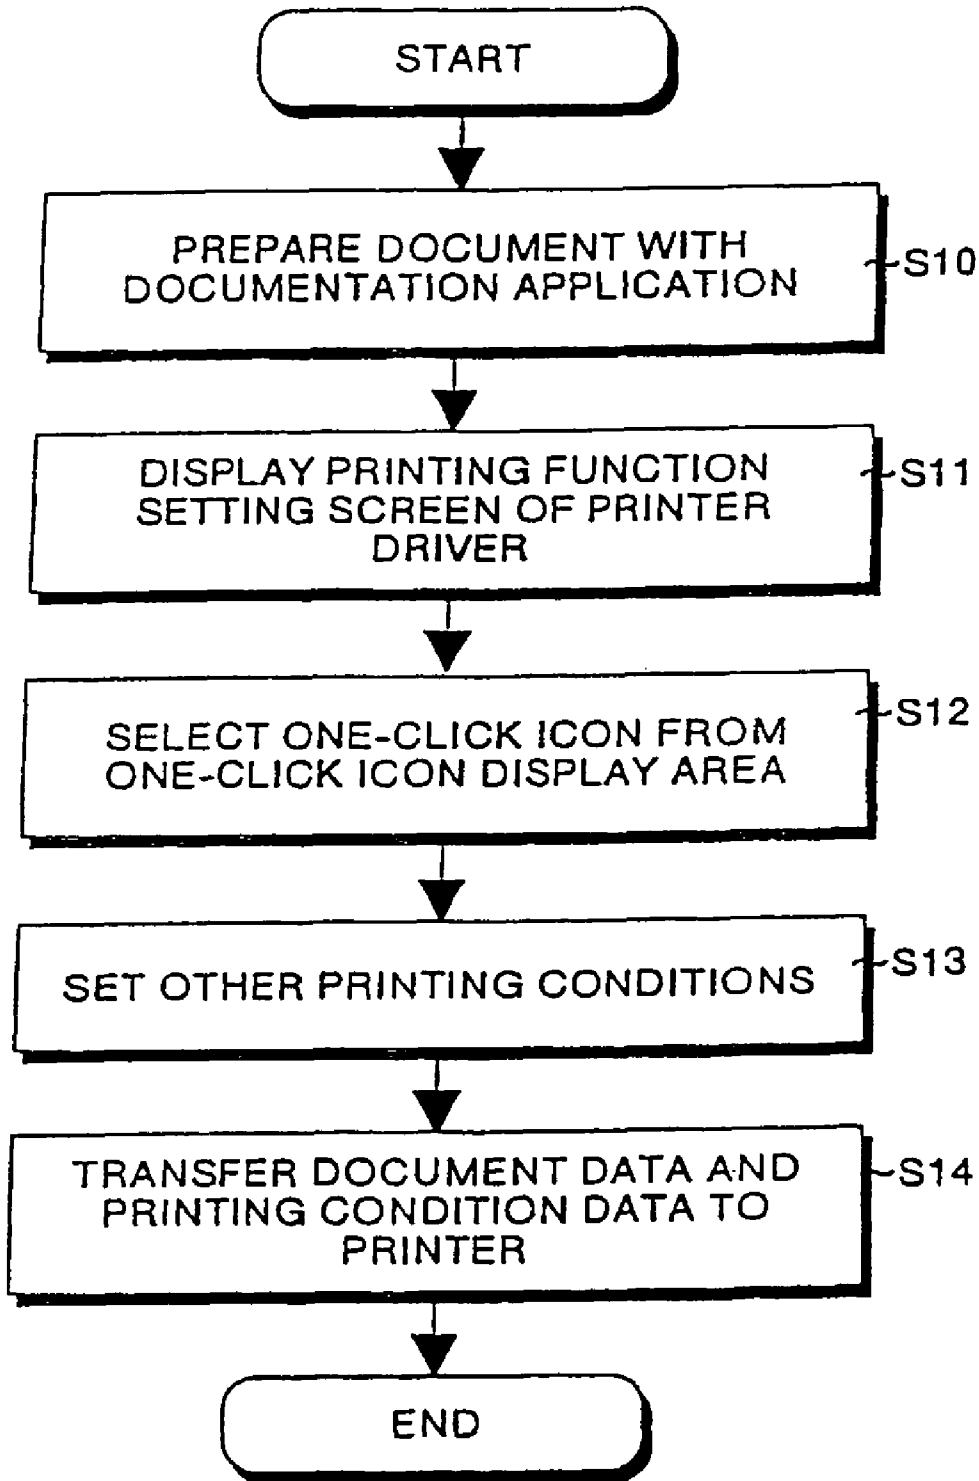 START
PREPARE DOCUMENT WITH
DOCUMENTATION APPLICATION
S10
DISPLAY PRINTING FUNCTION
SETTING SCREEN OF PRINTER
DRIVER
S11
SELECT ONE-CLICK ICON FROM
ONE-CLICK ICON DISPLAY AREA
S12
SET OTHER PRINTING CONDITIONS
S13
TRANSFER DOCUMENT DATA AND
PRINTING CONDITION DATA TO
PRINTER
S14
END